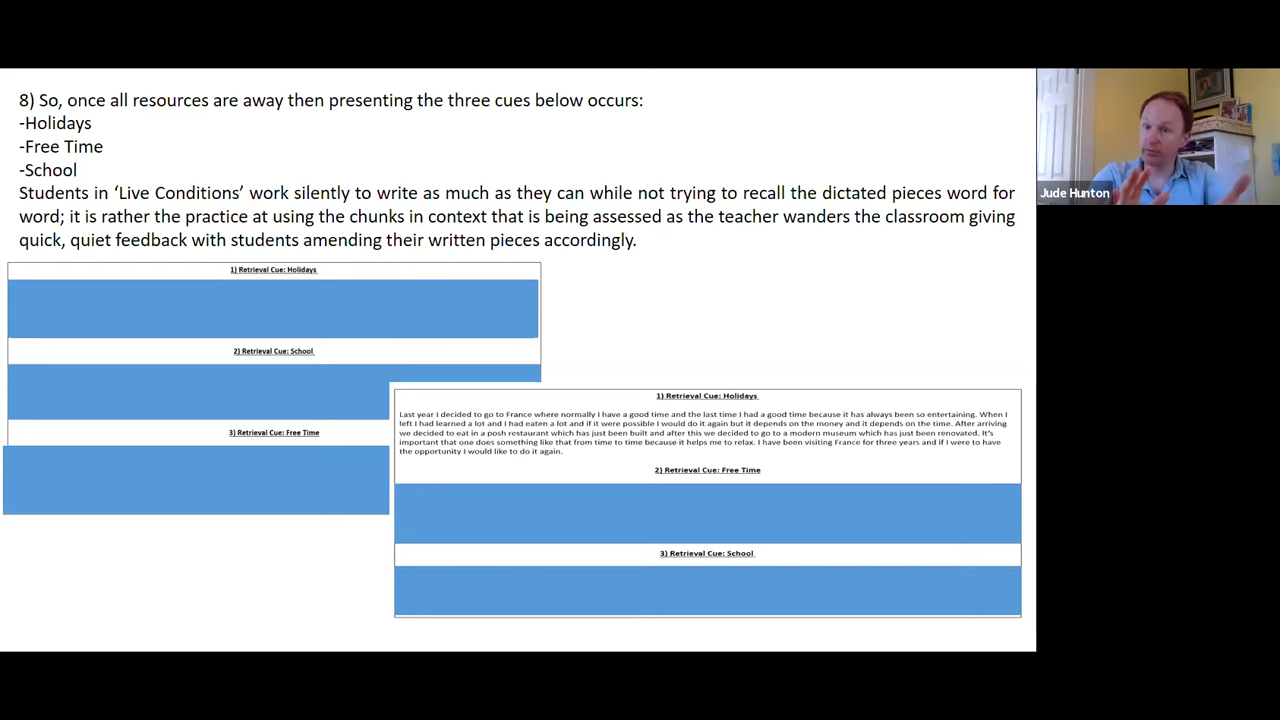 8) So, once all resources are away then presenting the three cues below occurs:
-Holidays
-Free Time
-School
Students in ‘Live Conditions’ work silently to write as much as they can while not trying to recall the dictated pieces word for
word; it is rather the practice at using the chunks in context that is being assessed as the teacher wanders the classroom giving
quick, quiet feedback with students amending their written pieces accordingly.
Jude Hunton
1) Retrieval Cue: Holidays
2) Retrieval Cue: School
3) Retrieval Cue: Free Time
1) Retrieval Cue: Holidays
Last year I decided to go to France where normally I have a good time and the last time I had a good time because it has always been so entertaining. When I
left I had learned a lot and I had eaten a lot and if it were possible I would do it again but it depends on the money and it depends on the time. After arriving
we decided to eat in a posh restaurant which has just been built and after this we decided to go to a modern museum which has just been renovated. It's
important that one does something like that from time to time because it helps me to relax. I have been visiting France for three years and if I were to have
the opportunity I would like to do it again.
2) Retrieval Cue: Free Time
3) Retrieval Cue: School